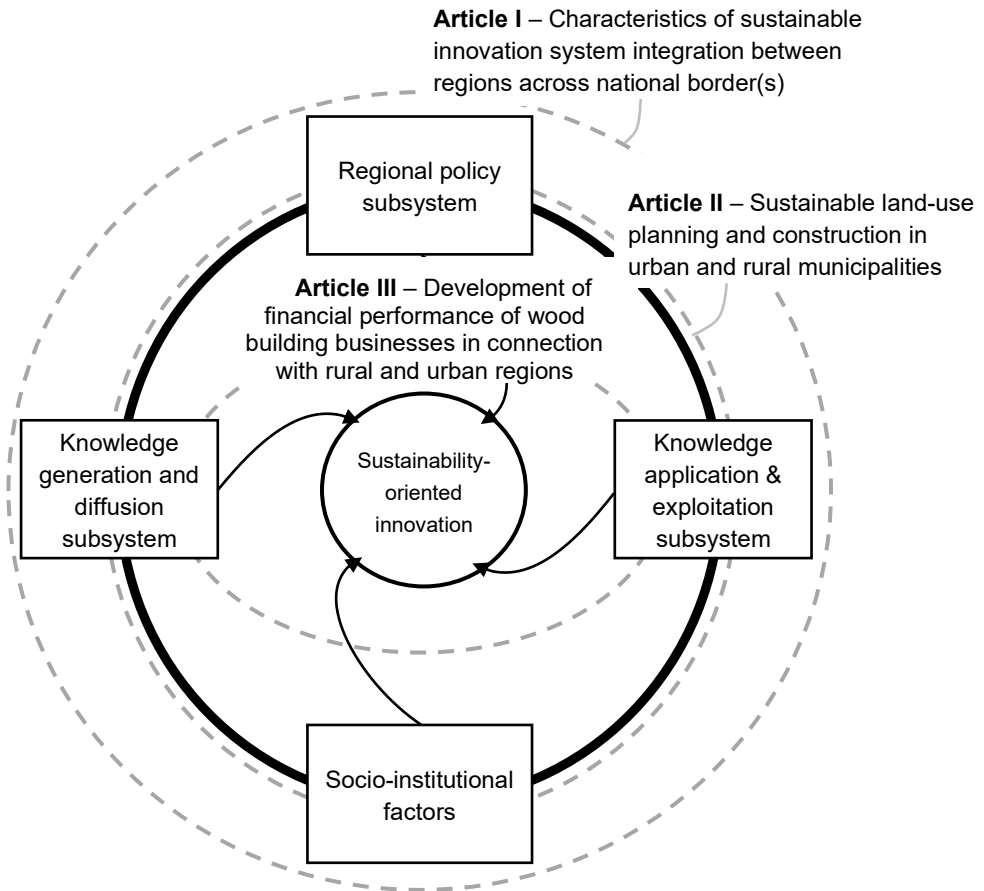 Article I – Characteristics of sustainable
innovation system integration between
regions across national border(s)
Regional policy
subsystem
Article II – Sustainable land-use
planning and construction in
urban and rural municipalities
Article III – Development of
financial performance of wood
building businesses in connection
with rural and urban regions
Knowledge
generation and
diffusion
subsystem
Sustainability-
oriented
innovation
Knowledge
application &
exploitation
subsystem
Socio-institutional
factors